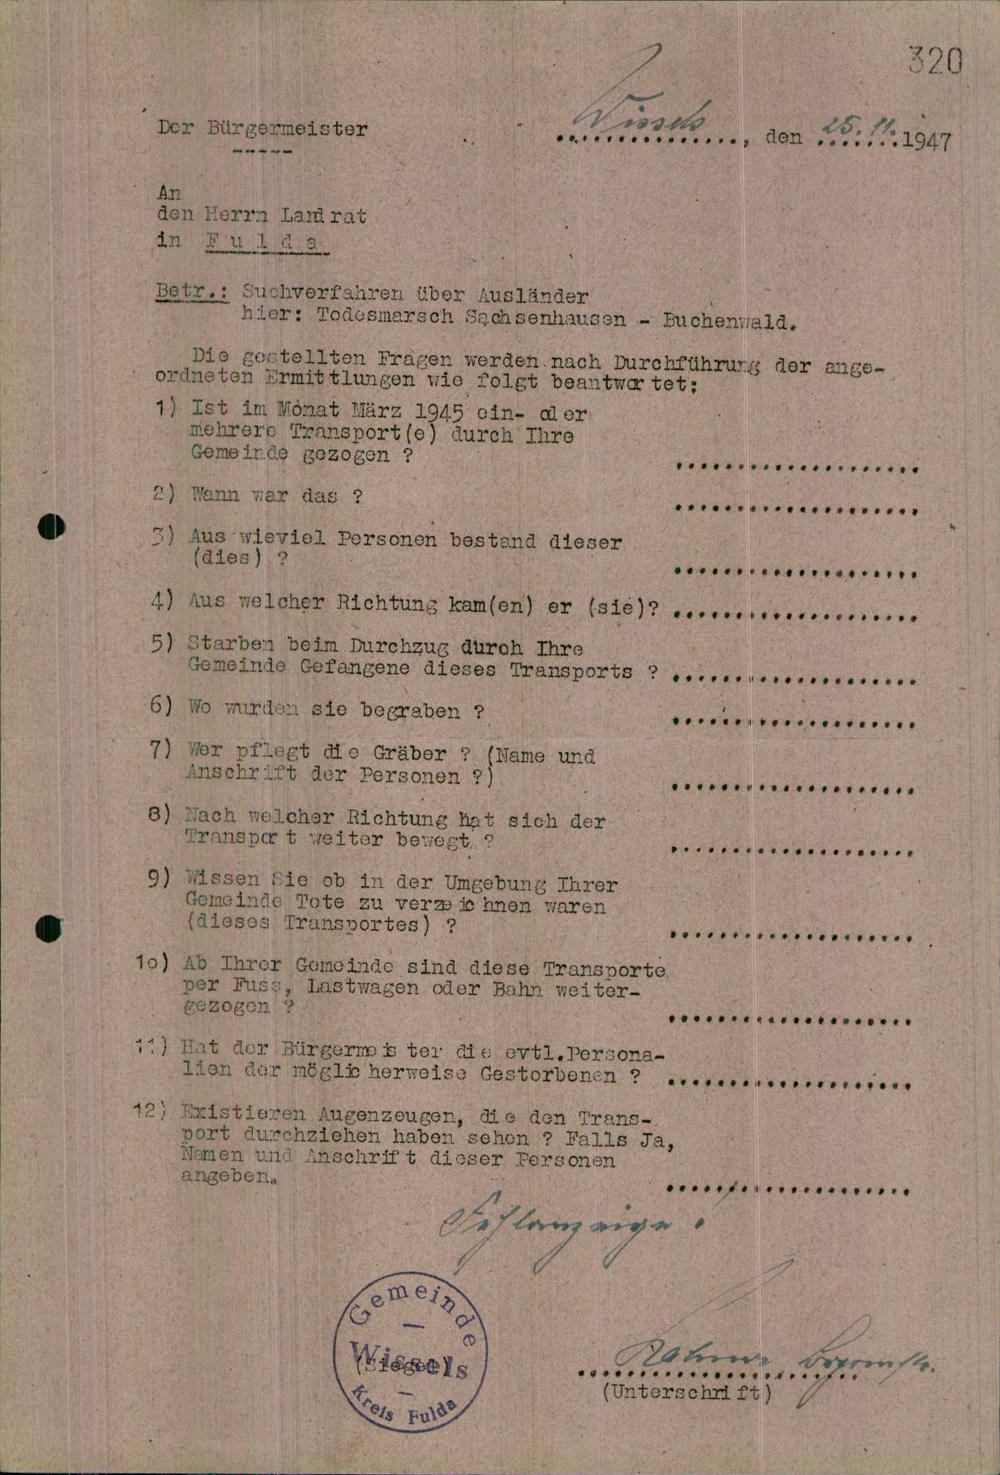 320
Der Bürgermeister
Wissels, den 25.11.1947
-----
An
den Herrn Landrat
in Fulda
Betr.: Suchverfahren über Ausländer
hier: Todesmarsch Sachsenhausen - Buchenwald.
Die gestellten Fragen werden nach Durchführung der ange-
ordneten Ermittlungen wie folgt beantwortet:
1) Ist im Monat März 1945 ein- oder
mehrere Transport(e) durch Ihre
Gemeinde gezogen ? ....................
2) Wann war das ? ....................
3) Aus wieviel Personen bestand dieser
(dies) ? ....................
4) Aus welcher Richtung kam(en) er (sie)? ....................
5) Starben beim Durchzug durch Ihre
Gemeinde Gefangene dieses Transports ? ....................
6) Wo wurden sie begraben ? ....................
7) Wer pflegt die Gräber ? (Name und
Anschrift der Personen ?) ....................
8) Nach welcher Richtung hat sich der
Transport weiter bewegt ? ....................
9) Wissen Sie ob in der Umgebung Ihrer
Gemeinde Tote zu verzeichnen waren
(dieses Transportes) ? ....................
1o) Ab Ihrer Gemeinde sind diese Transporte
per Fuss, Lastwagen oder Bahn weiter-
gezogen ? ....................
11) Hat der Bürgermeister die evtl.Persona-
lien der möglicherweise Gestorbenen ? ....................
12) Existieren Augenzeugen, die den Trans-
port durchziehen haben sehen ? Falls Ja,
Namen und Anschrift dieser Personen
angeben. ....................
Fehlanzeige.
Gemeinde
Wissels
(Siegel)
Kreis Fulda
(Unterschrift)